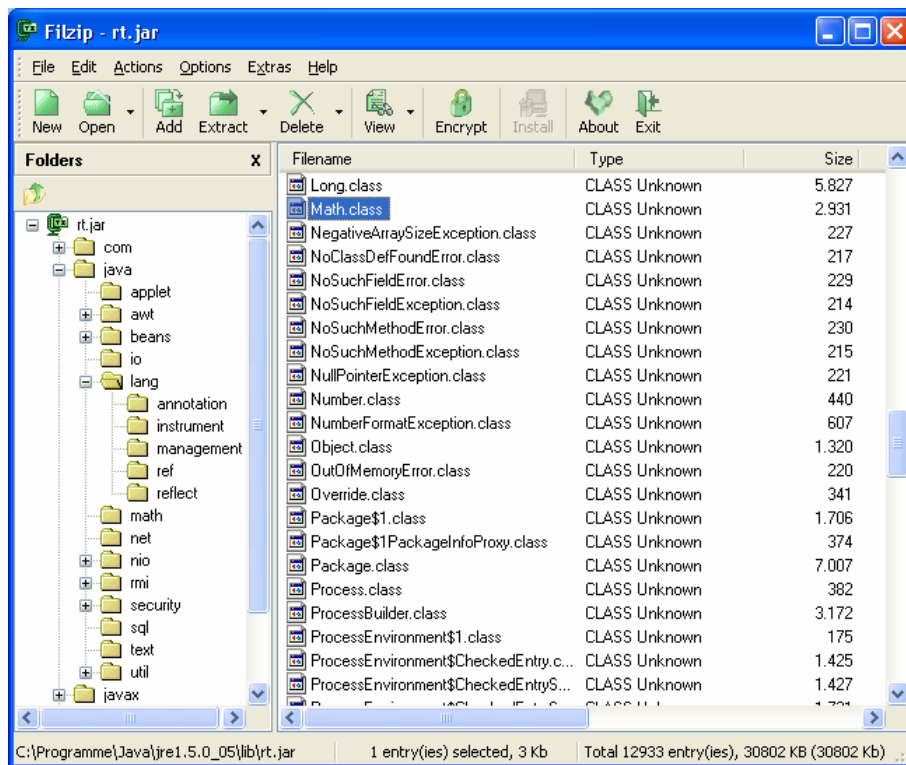 Filzip - rt.jar
File Edit Actions Options Extras Help
New Open Add Extract Delete View Encrypt Install About Exit
Folders x
Filename Type Size
rt.jar
com
java
applet
awt
beans
io
lang
annotation
instrument
management
ref
reflect
math
net
nio
rmi
security
sql
text
util
javax
Long.class CLASS Unknown 5.827
Math.class CLASS Unknown 2.931
NegativeArraySizeException.class CLASS Unknown 227
NoClassDefFoundError.class CLASS Unknown 217
NoSuchFieldError.class CLASS Unknown 229
NoSuchFieldException.class CLASS Unknown 214
NoSuchMethodError.class CLASS Unknown 230
NoSuchMethodException.class CLASS Unknown 215
NullPointerException.class CLASS Unknown 221
Number.class CLASS Unknown 440
NumberFormatException.class CLASS Unknown 607
Object.class CLASS Unknown 1.320
OutOfMemoryError.class CLASS Unknown 220
Override.class CLASS Unknown 341
Package$1.class CLASS Unknown 1.706
Package$1PackageInfoProxy.class CLASS Unknown 374
Package.class CLASS Unknown 7.007
Process.class CLASS Unknown 382
ProcessBuilder.class CLASS Unknown 3.172
ProcessEnvironment$1.class CLASS Unknown 175
ProcessEnvironment$CheckedEntry.c... CLASS Unknown 1.425
ProcessEnvironment$CheckedEntryS... CLASS Unknown 1.427
C:\Programme\Java\jre1.5.0_05\lib\rt.jar 1 entry(ies) selected, 3 Kb Total 12933 entry(ies), 30802 KB (30802 Kb)